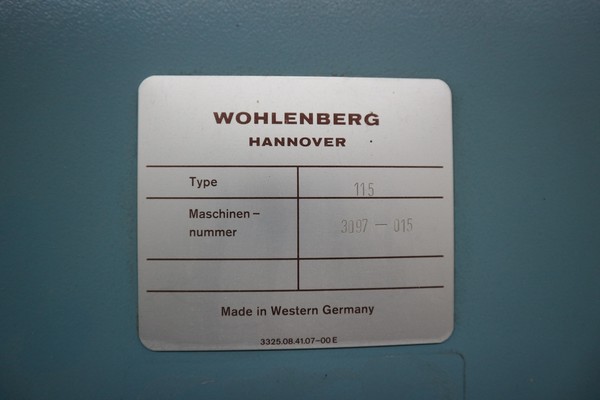 WOHLENBERG
HANNOVER
Type 115
Maschinen–
nummer 3097 — 015
Made in Western Germany
3325.08.41.07–00 E